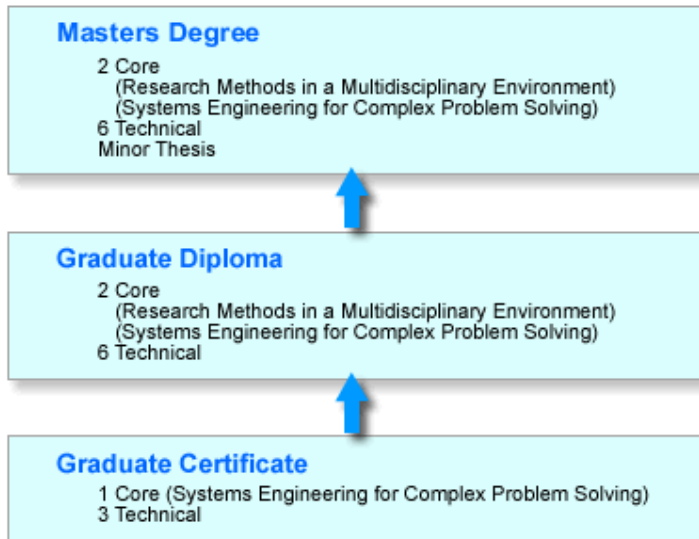 Masters Degree
2 Core
(Research Methods in a Multidisciplinary Environment)
(Systems Engineering for Complex Problem Solving)
6 Technical
Minor Thesis
Graduate Diploma
2 Core
(Research Methods in a Multidisciplinary Environment)
(Systems Engineering for Complex Problem Solving)
6 Technical
Graduate Certificate
1 Core (Systems Engineering for Complex Problem Solving)
3 Technical